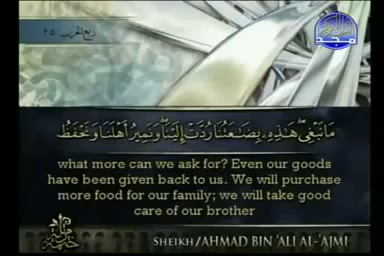 ربع الحزب ٢٥
مَا نَبْغِي ۖ هَٰذِهِۦ بِضَٰعَتُنَا رُدَّتْ إِلَيْنَا ۖ وَنَمِيرُ أَهْلَنَا وَنَحْفَظُ
what more can we ask for? Even our goods
have been given back to us. We will purchase
more food for our family; we will take good
care of our brother
SHEIKH/AHMAD BIN 'ALI AL-'AJMI